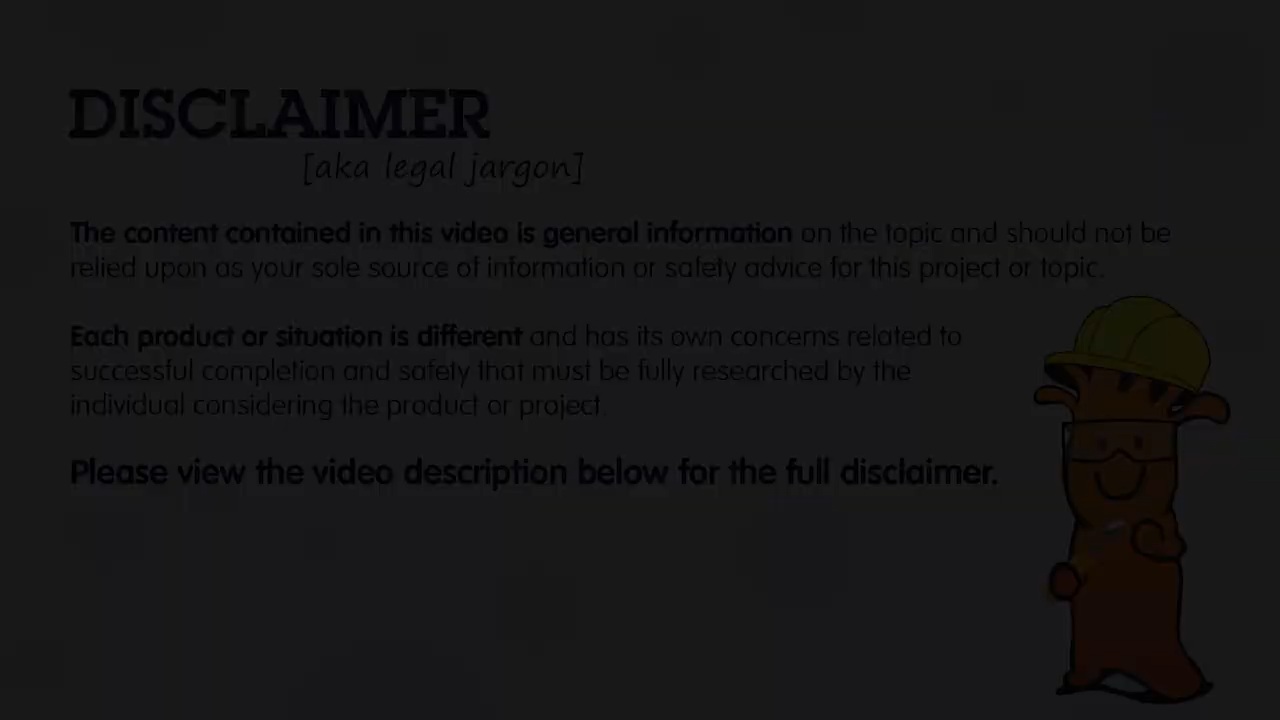 DISCLAIMER
[aka legal jargon]
The content contained in this video is general information on the topic and should not be
relied upon as your sole source of information or safety advice for this project or topic.
Each product or situation is different and has its own concerns related to
successful completion and safety that must be fully researched by the
individual considering the product or project.
Please view the video description below for the full disclaimer.